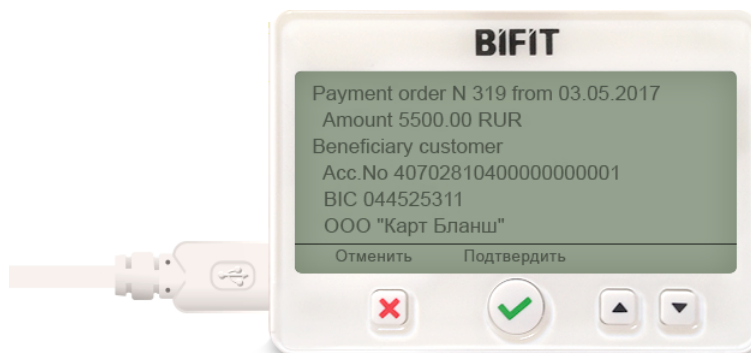 BIFIT
Payment order N 319 from 03.05.2017
Amount 5500.00 RUR
Beneficiary customer
Acc.No 40702810400000000001
BIC 044525311
ООО "Карт Бланш"
Отменить Подтвердить